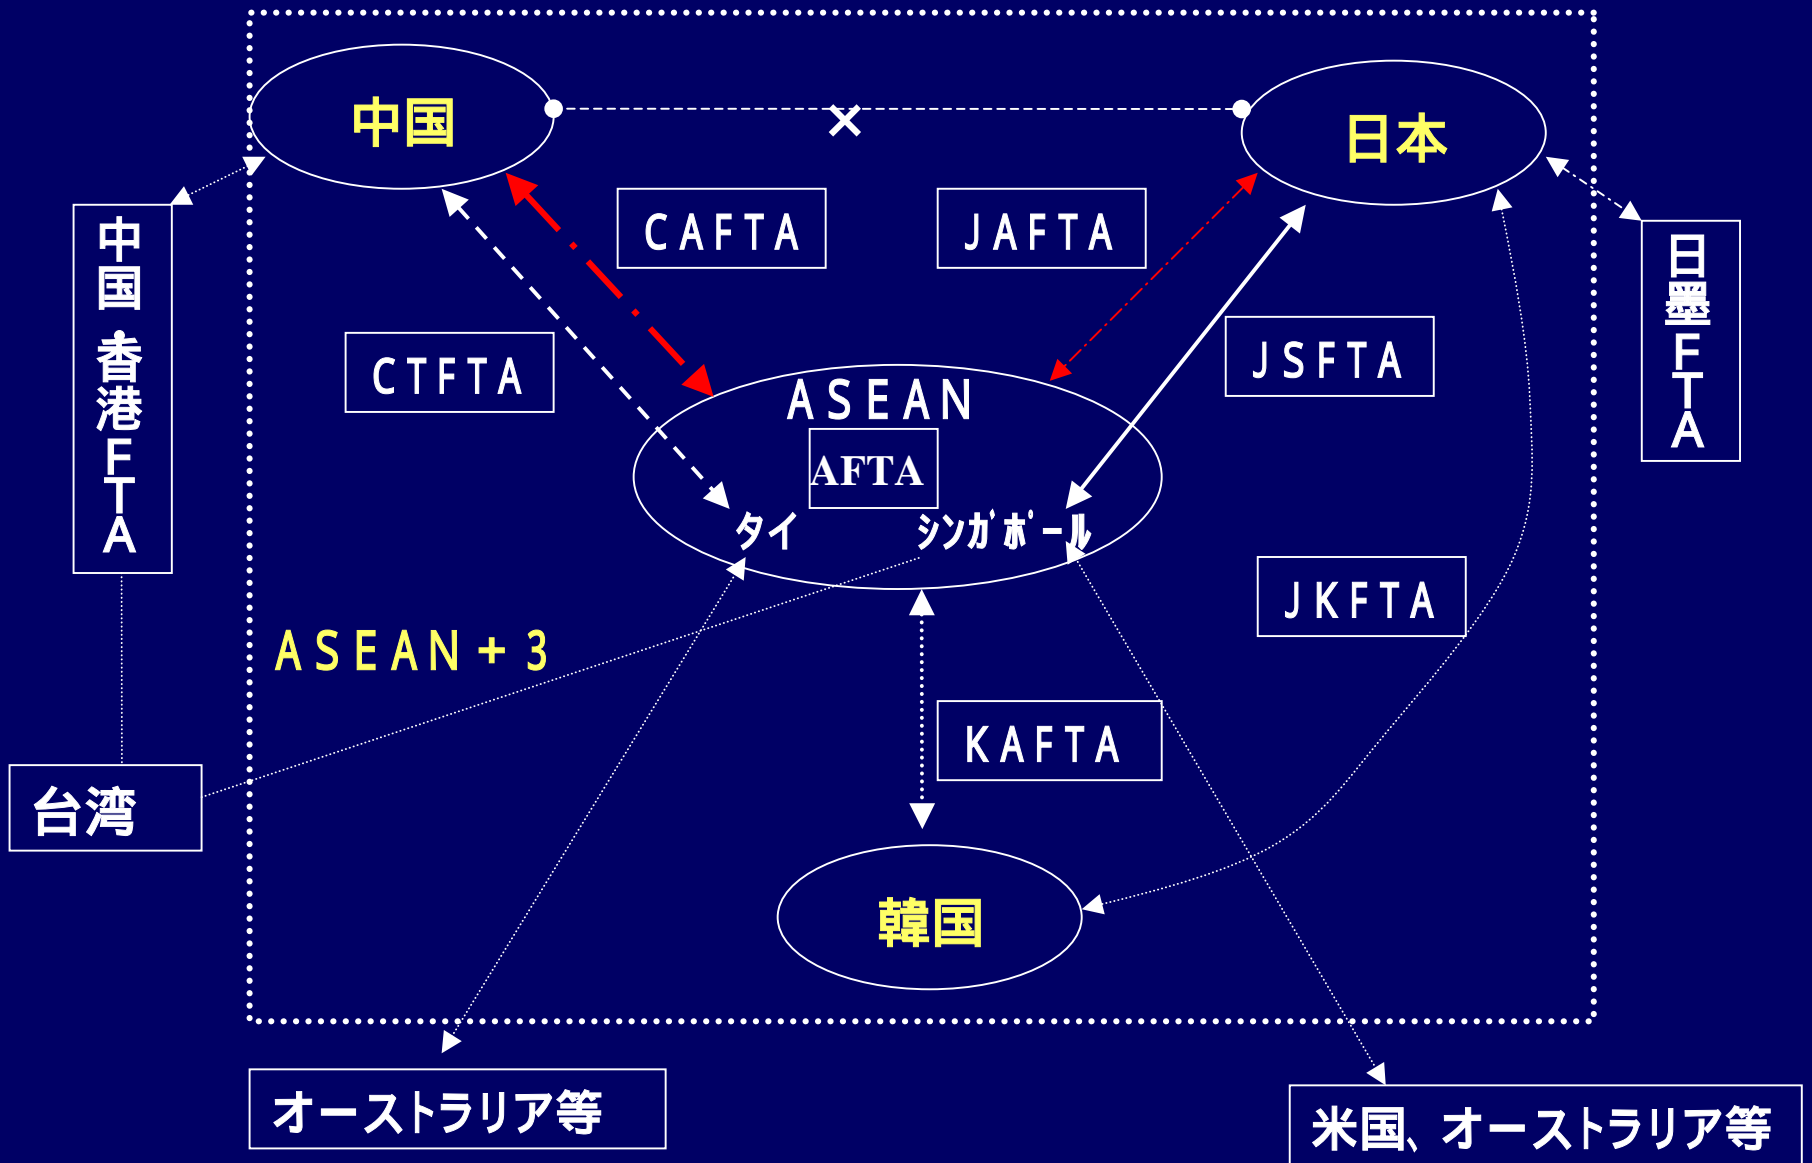 中国
日本
CAFTA
JAFTA
中国・香港FTA
日墨FTA
CTFTA
JSFTA
ASEAN
AFTA
タイ
シンガポール
JKFTA
ASEAN+3
KAFTA
台湾
韓国
オーストラリア等
米国、オーストラリア等